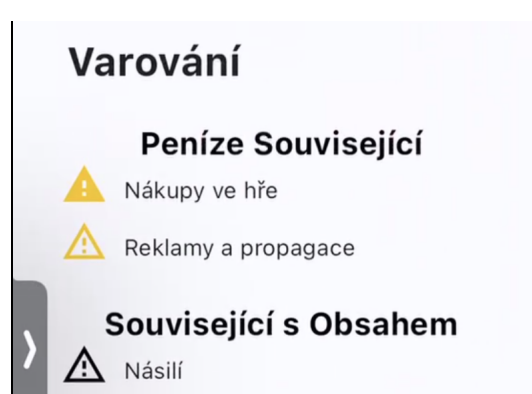 Varování
Peníze Související
Nákupy ve hře
Reklamy a propagace
Související s Obsahem
Násilí